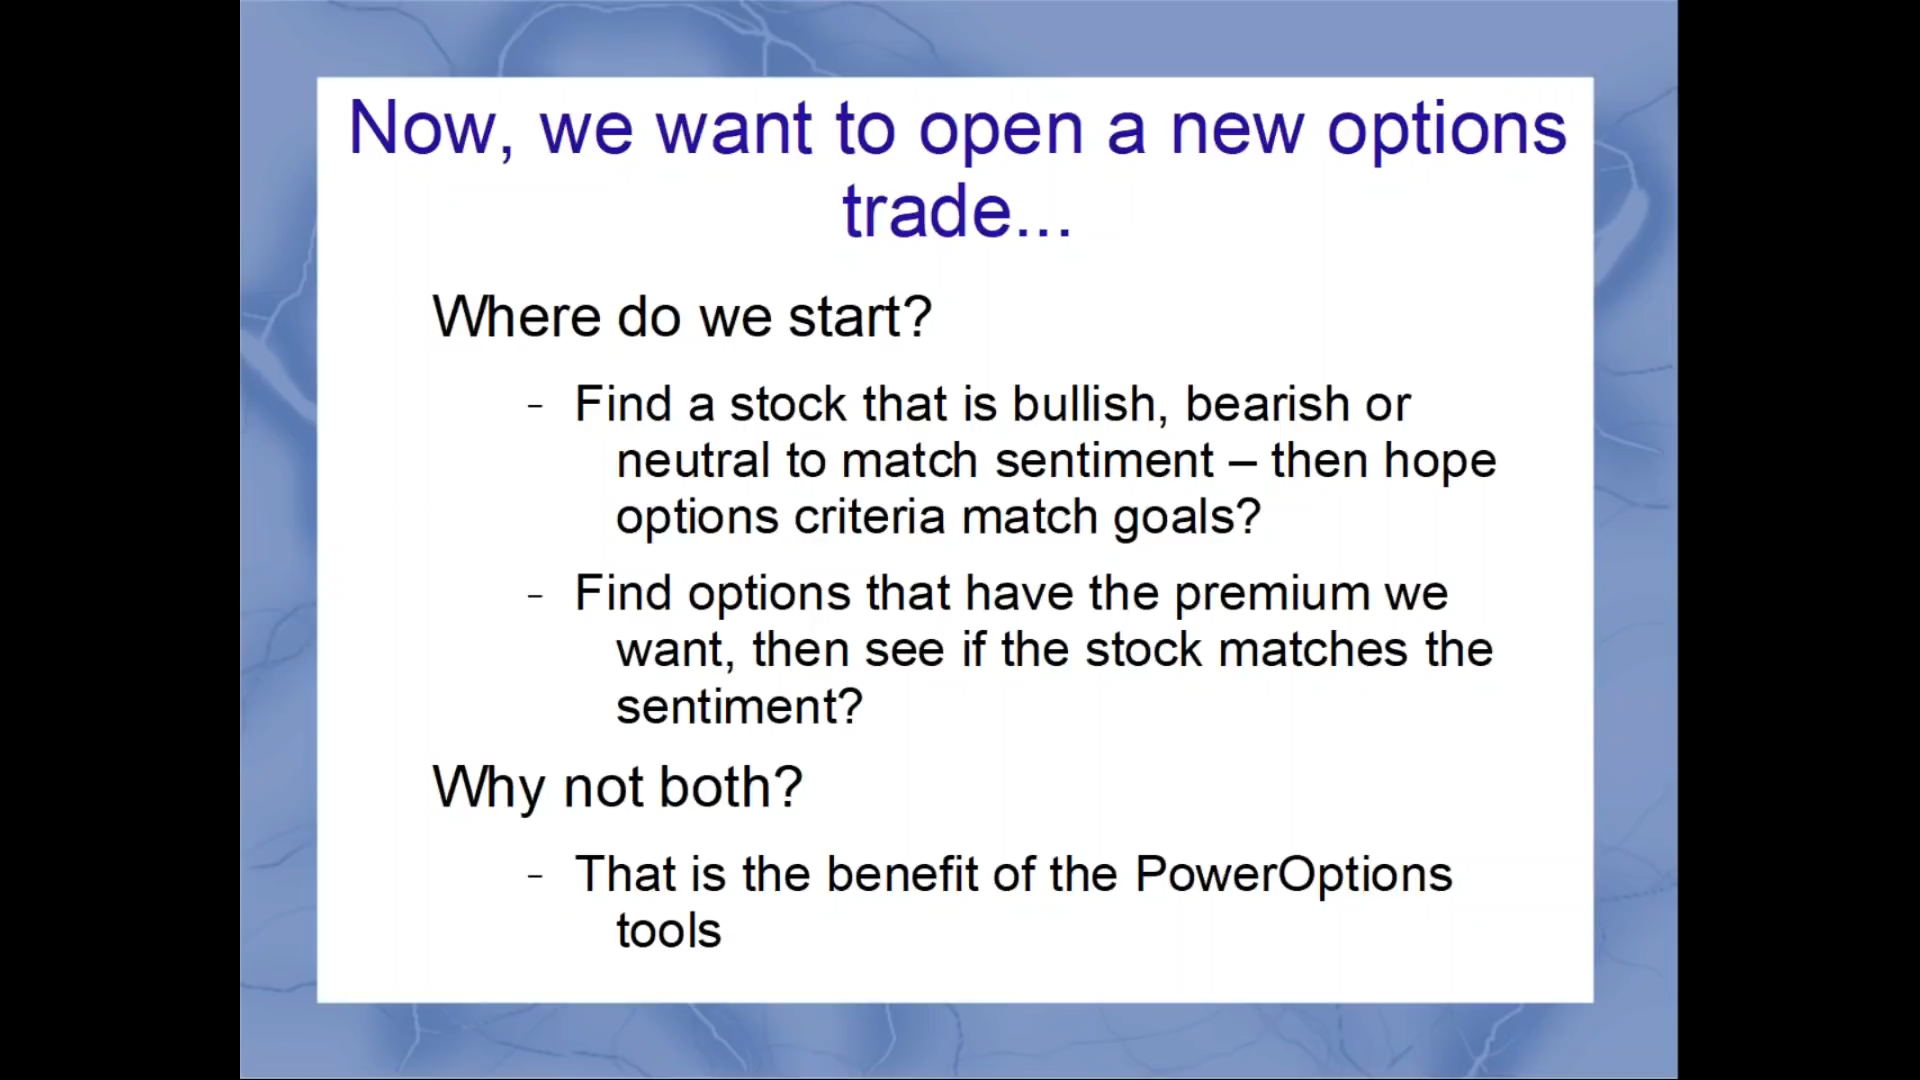 Now, we want to open a new options
trade...
Where do we start?
– Find a stock that is bullish, bearish or
neutral to match sentiment – then hope
options criteria match goals?
– Find options that have the premium we
want, then see if the stock matches the
sentiment?
Why not both?
– That is the benefit of the PowerOptions
tools